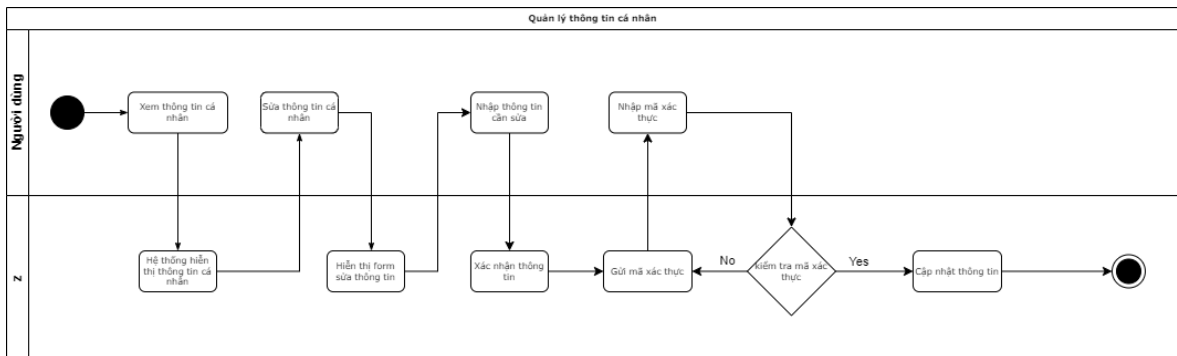 Quản lý thông tin cá nhân
Người dùng
Xem thông tin cá
nhân
Sửa thông tin cá
nhân
Nhập thông tin
cần sửa
Nhập mã xác
thực
z
Hệ thống hiển
thị thông tin cá
nhân
Hiển thị form
sửa thông tin
Xác nhận thông
tin
Gửi mã xác thực
No
kiểm tra mã xác
thực
Yes
Cập nhật thông tin